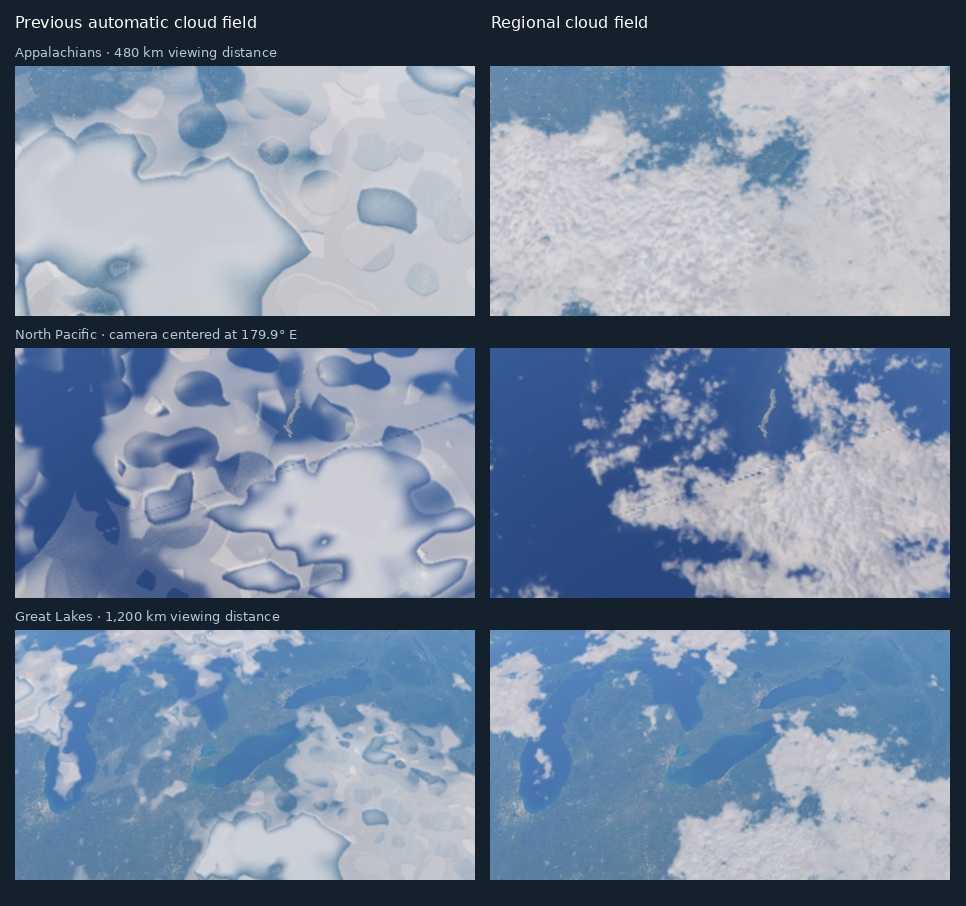 Previous automatic cloud field
Regional cloud field
Appalachians · 480 km viewing distance
North Pacific · camera centered at 179.9° E
Great Lakes · 1,200 km viewing distance